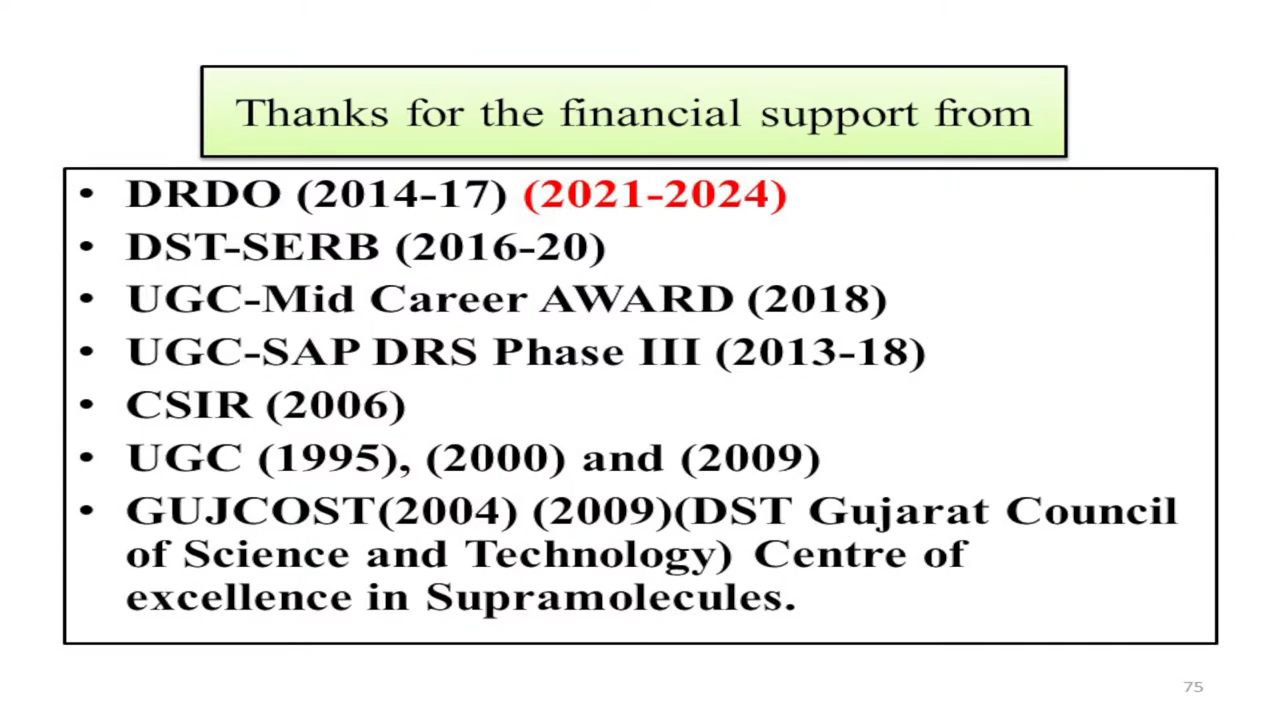 Thanks for the financial support from
• DRDO (2014-17) (2021-2024)
• DST-SERB (2016-20)
• UGC-Mid Career AWARD (2018)
• UGC-SAP DRS Phase III (2013-18)
• CSIR (2006)
• UGC (1995), (2000) and (2009)
• GUJCOST(2004) (2009)(DST Gujarat Council
of Science and Technology) Centre of
excellence in Supramolecules.
75